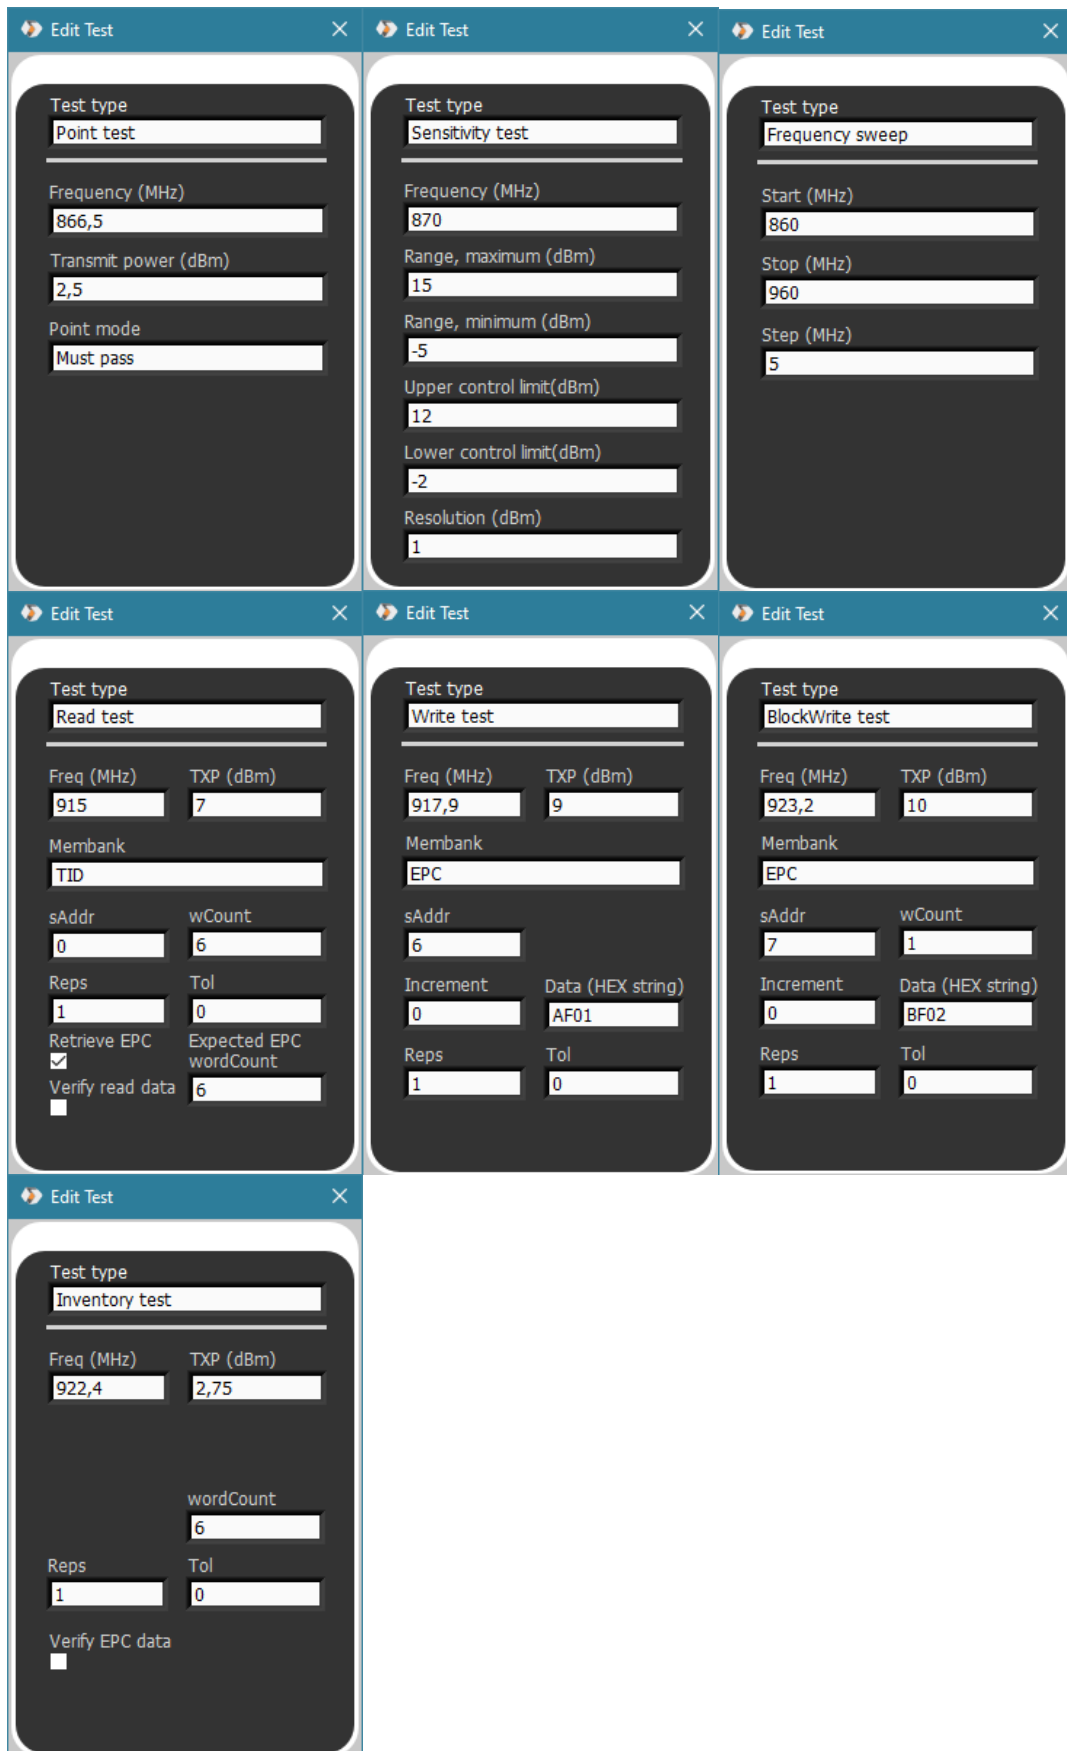 Edit Test
Test type
Point test
Frequency (MHz)
866,5
Transmit power (dBm)
2,5
Point mode
Must pass
Edit Test
Test type
Sensitivity test
Frequency (MHz)
870
Range, maximum (dBm)
15
Range, minimum (dBm)
-5
Upper control limit(dBm)
12
Lower control limit(dBm)
-2
Resolution (dBm)
1
Edit Test
Test type
Frequency sweep
Start (MHz)
860
Stop (MHz)
960
Step (MHz)
5
Edit Test
Test type
Read test
Freq (MHz) TXP (dBm)
915 7
Membank
TID
sAddr wCount
0 6
Reps Tol
1 0
Retrieve EPC Expected EPC
wordCount
Verify read data 6
Edit Test
Test type
Write test
Freq (MHz) TXP (dBm)
917,9 9
Membank
EPC
sAddr
6
Increment Data (HEX string)
0 AF01
Reps Tol
1 0
Edit Test
Test type
BlockWrite test
Freq (MHz) TXP (dBm)
923,2 10
Membank
EPC
sAddr wCount
7 1
Increment Data (HEX string)
0 BF02
Reps Tol
1 0
Edit Test
Test type
Inventory test
Freq (MHz) TXP (dBm)
922,4 2,75
wordCount
6
Reps Tol
1 0
Verify EPC data